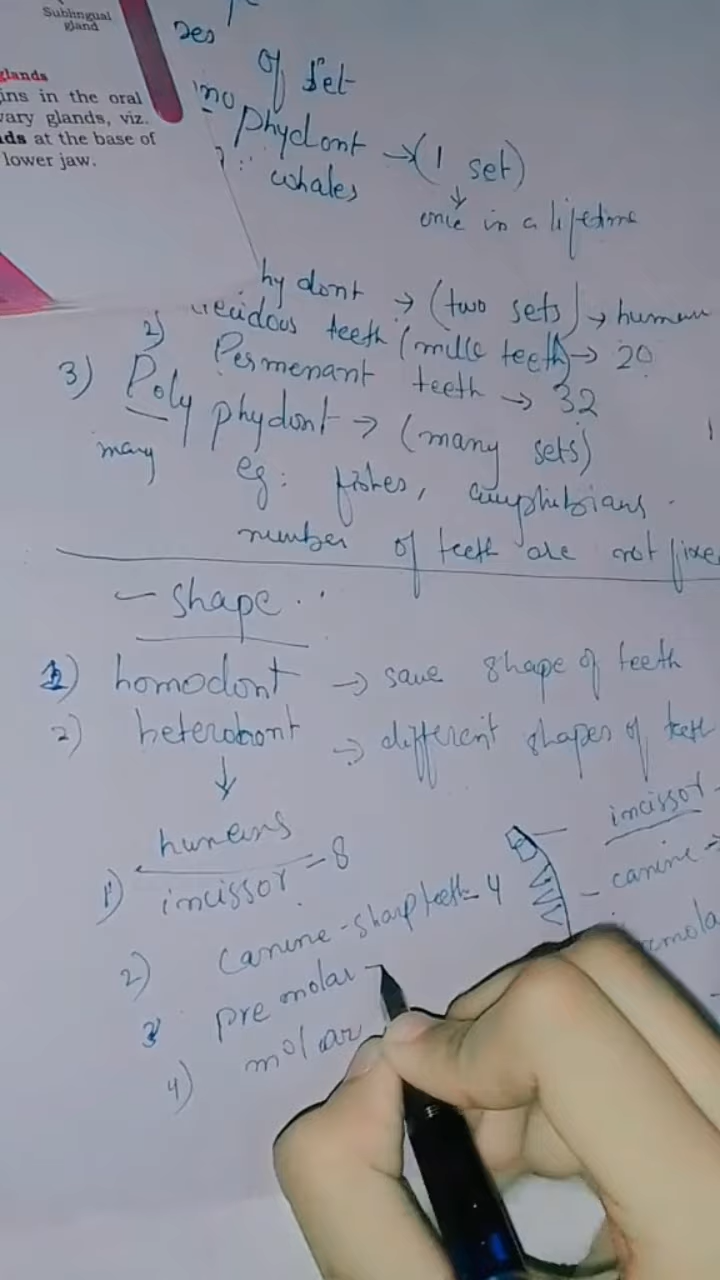 Sublingual
gland
glands
ins in the oral
vary glands, viz.
ds at the base of
lower jaw.
of set
phydont → (1 set)
whales
once in a lifetime
hydont → (two sets) → human
2)
ecidous teeth (milk teeth) → 20
Permenant teeth → 32
3) Poly phydont → (many sets)
many
eg: fishes, amphibians.
number of teeth are not fixe
- shape
1) homodont → same shape of teeth
2) heterodont → different shapes of teeth
↓
humans
1) incissor - 8
2) canine - sharp teeth - 4
3 pre molar -
4) molar
incissor -
- canine →
emola